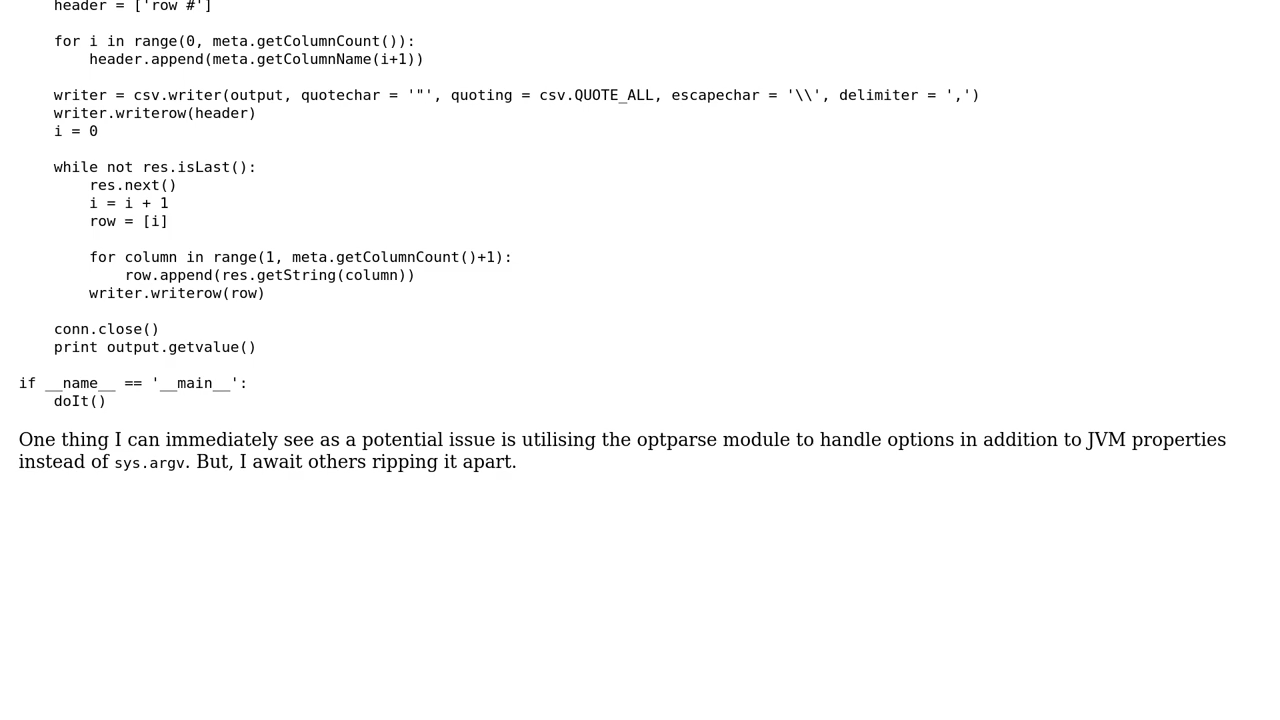 header = ['row #']

    for i in range(0, meta.getColumnCount()):
        header.append(meta.getColumnName(i+1))

    writer = csv.writer(output, quotechar = '"', quoting = csv.QUOTE_ALL, escapechar = '\\', delimiter = ',')
    writer.writerow(header)
    i = 0

    while not res.isLast():
        res.next()
        i = i + 1
        row = [i]

        for column in range(1, meta.getColumnCount()+1):
            row.append(res.getString(column))
        writer.writerow(row)

    conn.close()
    print output.getvalue()

if __name__ == '__main__':
    doIt()

One thing I can immediately see as a potential issue is utilising the optparse module to handle options in addition to JVM properties
instead of sys.argv. But, I await others ripping it apart.